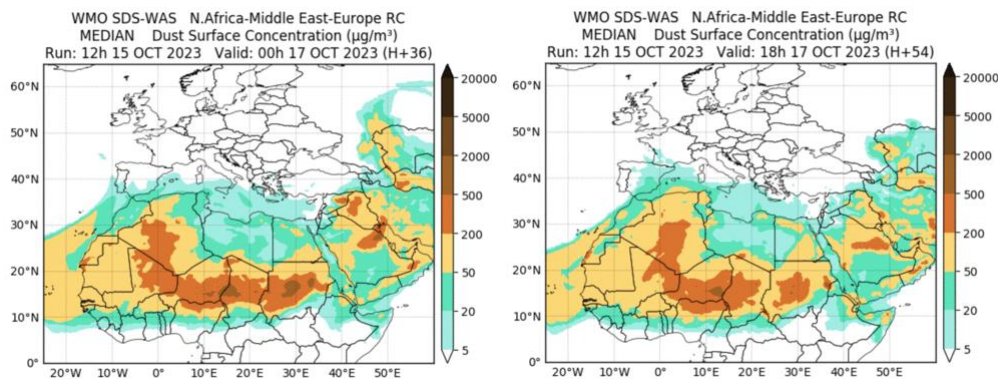 WMO SDS-WAS N.Africa-Middle East-Europe RC
MEDIAN Dust Surface Concentration (µg/m³)
Run: 12h 15 OCT 2023 Valid: 00h 17 OCT 2023 (H+36)
60°N
50°N
40°N
30°N
20°N
10°N
0°
20°W 10°W 0° 10°E 20°E 30°E 40°E 50°E
20000
5000
2000
500
200
50
20
5
WMO SDS-WAS N.Africa-Middle East-Europe RC
MEDIAN Dust Surface Concentration (µg/m³)
Run: 12h 15 OCT 2023 Valid: 18h 17 OCT 2023 (H+54)
60°N
50°N
40°N
30°N
20°N
10°N
0°
20°W 10°W 0° 10°E 20°E 30°E 40°E 50°E
20000
5000
2000
500
200
50
20
5